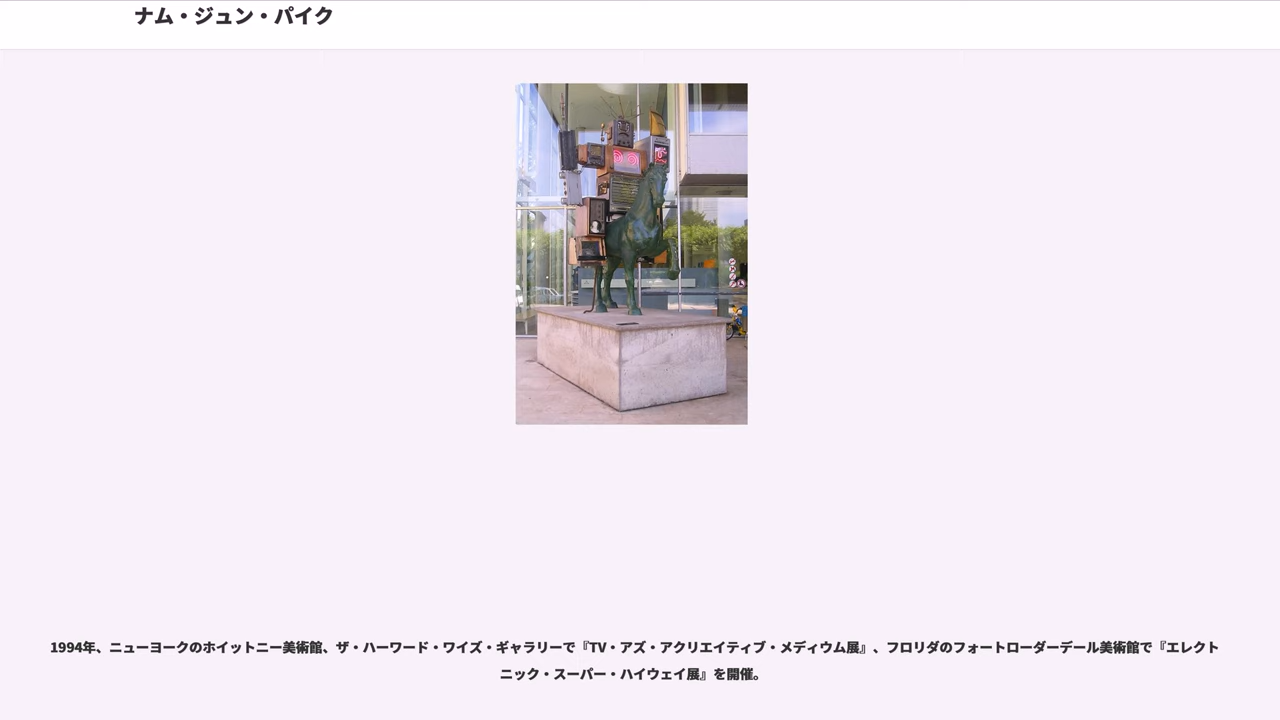 ナム・ジュン・パイク
1994年、ニューヨークのホイットニー美術館、ザ・ハーワード・ワイズ・ギャラリーで『TV・アズ・アクリエイティブ・メディウム展』、フロリダのフォートローダーデール美術館で『エレクト
ニック・スーパー・ハイウェイ展』を開催。